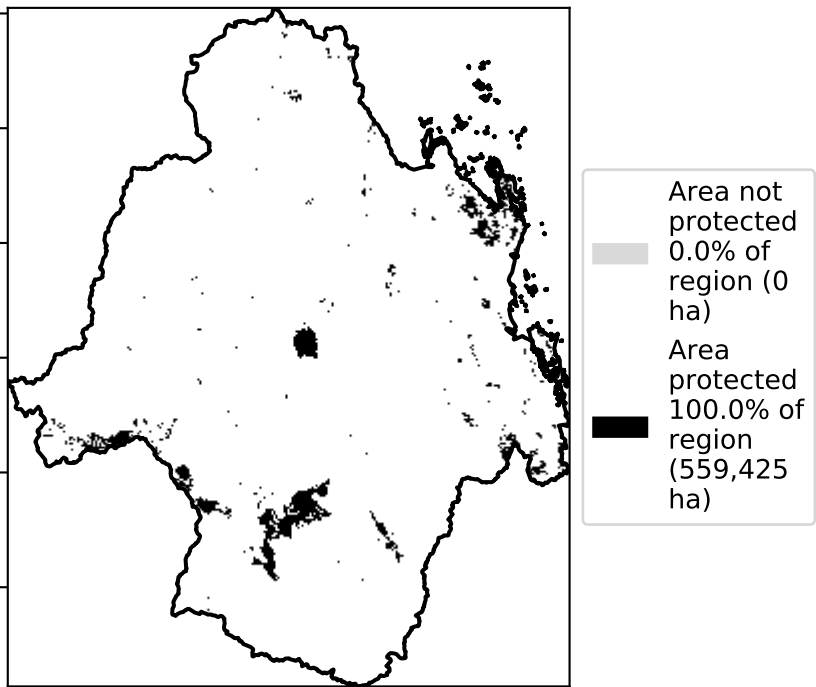 Area not
protected
0.0% of
region (0
ha)
Area
protected
100.0% of
region
(559,425
ha)